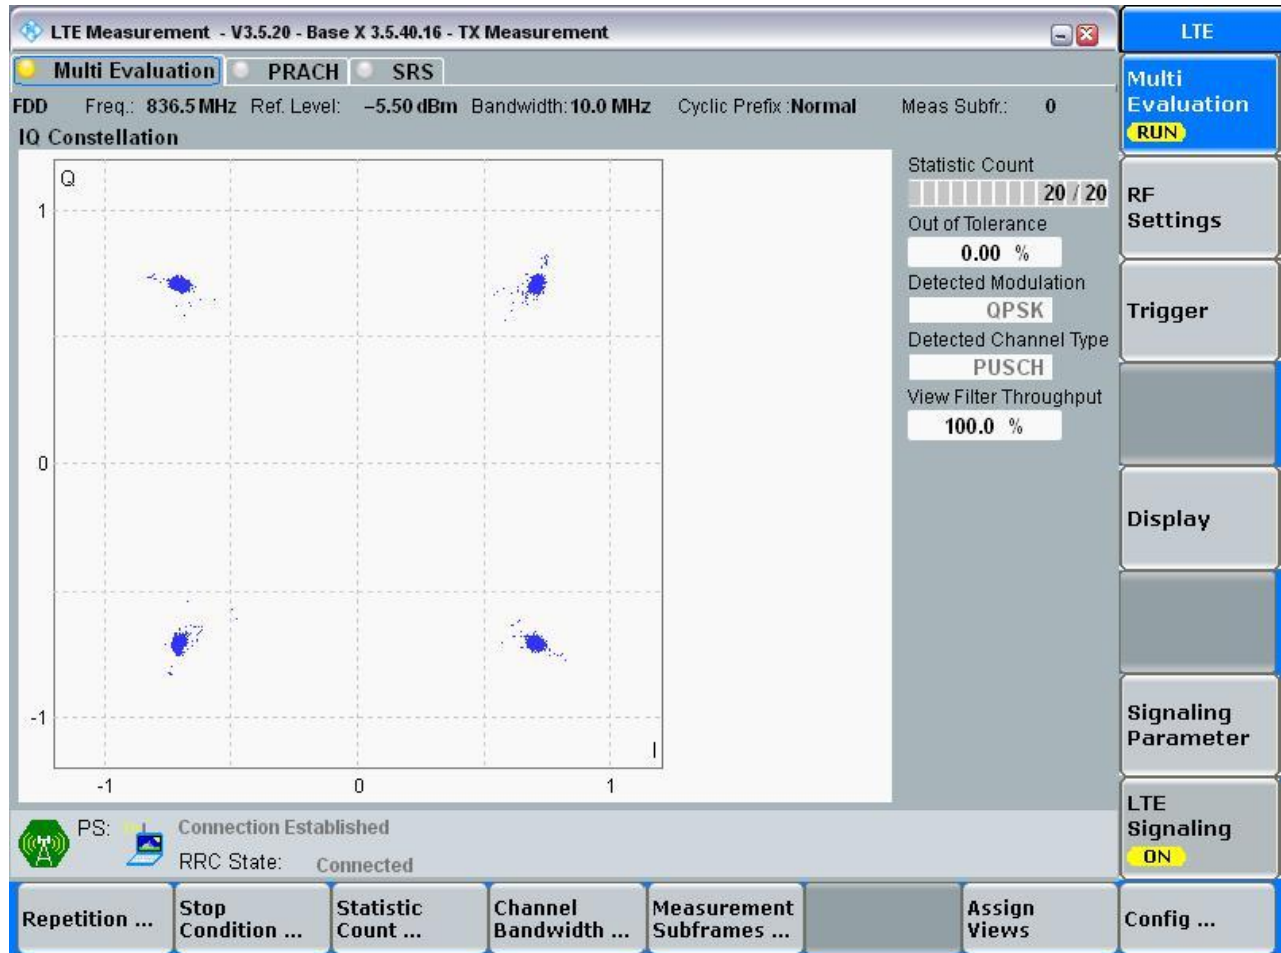 LTE Measurement - V3.5.20 - Base X 3.5.40.16 - TX Measurement
LTE
Multi Evaluation PRACH SRS
FDD Freq.: 836.5 MHz Ref. Level: -5.50 dBm Bandwidth: 10.0 MHz Cyclic Prefix : Normal Meas Subfr.: 0
IQ Constellation
Q
1
0
-1
I
-1 0 1
Statistic Count
20 / 20
Out of Tolerance
0.00 %
Detected Modulation
QPSK
Detected Channel Type
PUSCH
View Filter Throughput
100.0 %
Multi
Evaluation
RUN
RF
Settings
Trigger
Display
Signaling
Parameter
LTE
Signaling
ON
PS: Connection Established
RRC State: Connected
Repetition ...
Stop
Condition ...
Statistic
Count ...
Channel
Bandwidth ...
Measurement
Subframes ...
Assign
Views
Config ...